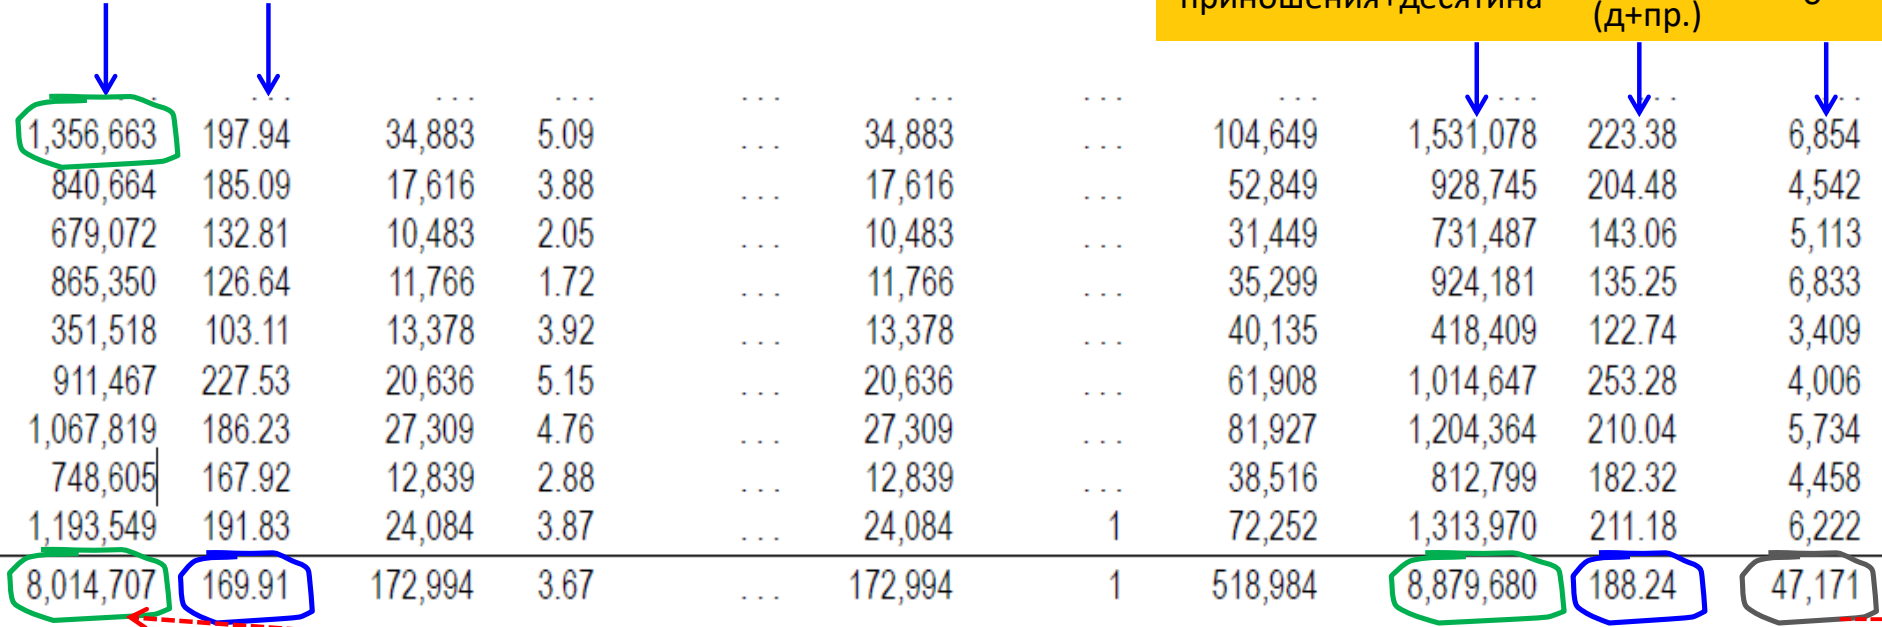 приношения+десятина
(д+пр.)
... ... ... ... ... ... ... ... ... ... ...
1,356,663 197.94 34,883 5.09 ... 34,883 ... 104,649 1,531,078 223.38 6,854
840,664 185.09 17,616 3.88 ... 17,616 ... 52,849 928,745 204.48 4,542
679,072 132.81 10,483 2.05 ... 10,483 ... 31,449 731,487 143.06 5,113
865,350 126.64 11,766 1.72 ... 11,766 ... 35,299 924,181 135.25 6,833
351,518 103.11 13,378 3.92 ... 13,378 ... 40,135 418,409 122.74 3,409
911,467 227.53 20,636 5.15 ... 20,636 ... 61,908 1,014,647 253.28 4,006
1,067,819 186.23 27,309 4.76 ... 27,309 ... 81,927 1,204,364 210.04 5,734
748,605 167.92 12,839 2.88 ... 12,839 ... 38,516 812,799 182.32 4,458
1,193,549 191.83 24,084 3.87 ... 24,084 1 72,252 1,313,970 211.18 6,222
8,014,707 169.91 172,994 3.67 ... 172,994 1 518,984 8,879,680 188.24 47,171